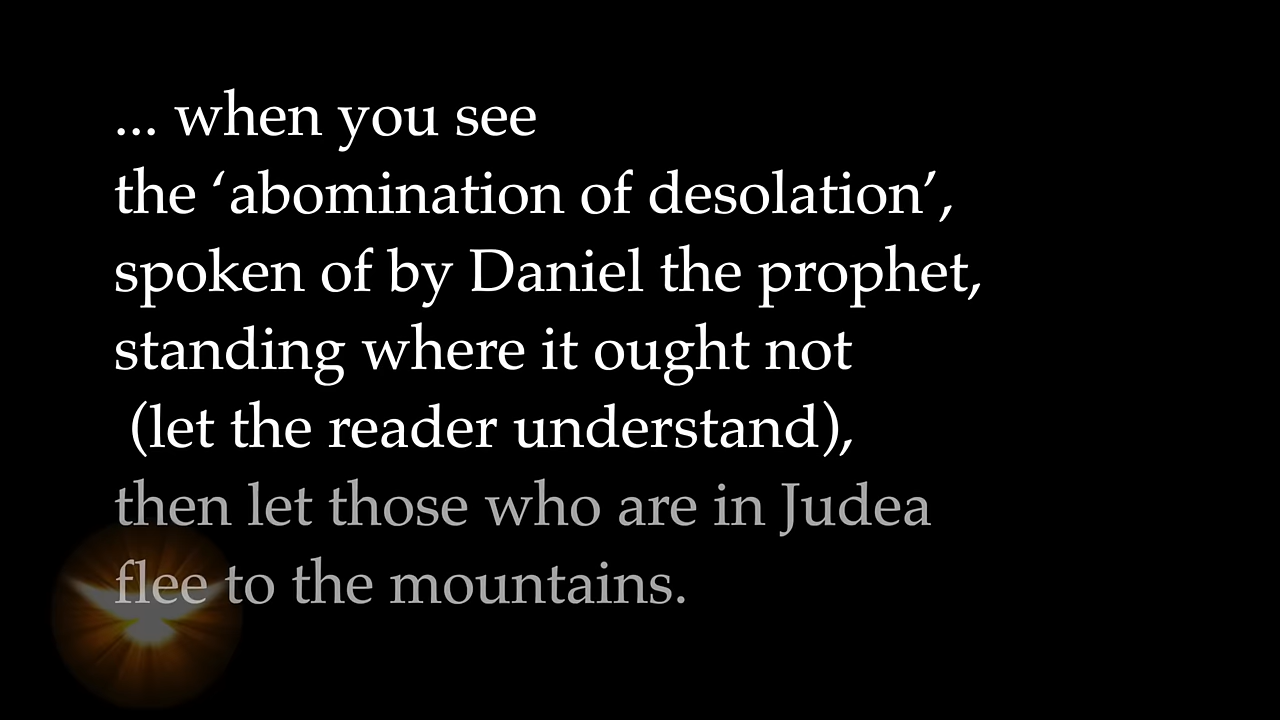 ... when you see
the ‘abomination of desolation’,
spoken of by Daniel the prophet,
standing where it ought not
(let the reader understand),
then let those who are in Judea
flee to the mountains.